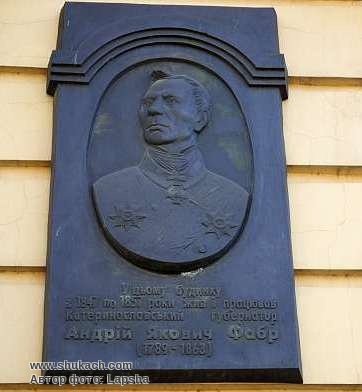 У цьому будинку
з 1847 по 1857 роки жив і працював
Катеринославський губернатор
Андрій Якович Фабр
(1789 - 1863)
www.shukach.com
Автор фото: Lapsha